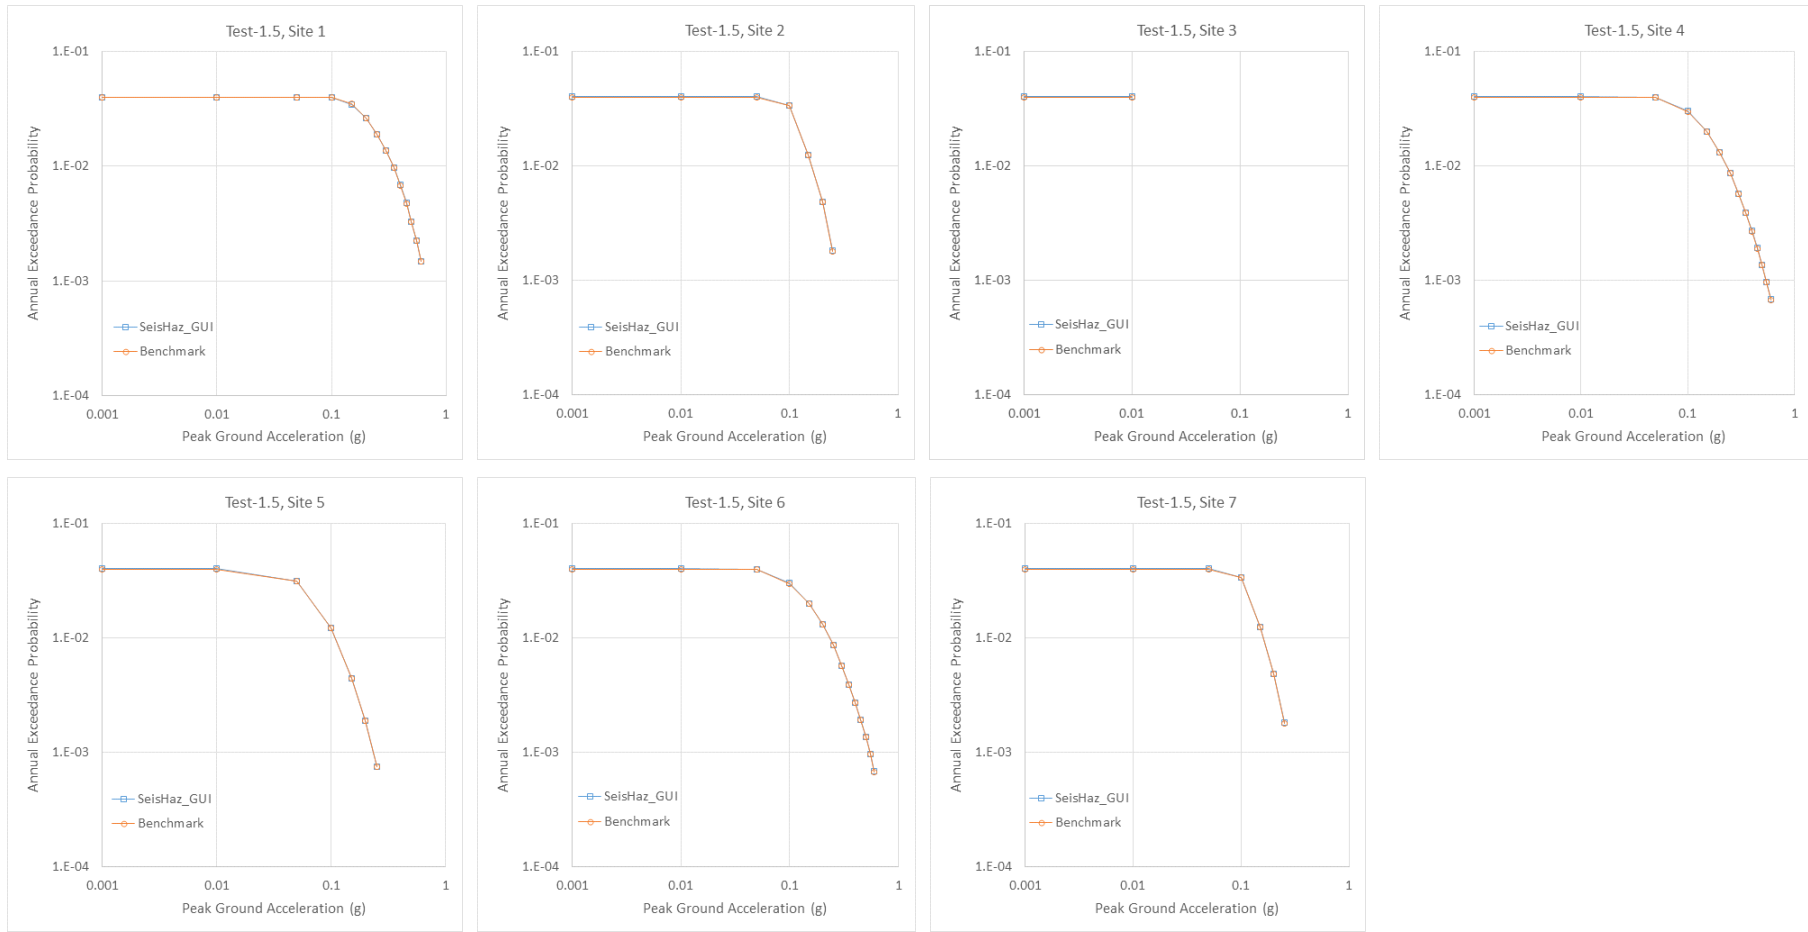 Test-1.5, Site 1
1.E-01
1.E-02
1.E-03
1.E-04
Annual Exceedance Probability
SeisHaz_GUI
Benchmark
0.001 0.01 0.1 1
Peak Ground Acceleration (g)
Test-1.5, Site 2
1.E-01
1.E-02
1.E-03
1.E-04
Annual Exceedance Probability
SeisHaz_GUI
Benchmark
0.001 0.01 0.1 1
Peak Ground Acceleration (g)
Test-1.5, Site 3
1.E-01
1.E-02
1.E-03
1.E-04
Annual Exceedance Probability
SeisHaz_GUI
Benchmark
0.001 0.01 0.1 1
Peak Ground Acceleration (g)
Test-1.5, Site 4
1.E-01
1.E-02
1.E-03
1.E-04
Annual Exceedance Probability
SeisHaz_GUI
Benchmark
0.001 0.01 0.1 1
Peak Ground Acceleration (g)
Test-1.5, Site 5
1.E-01
1.E-02
1.E-03
1.E-04
Annual Exceedance Probability
SeisHaz_GUI
Benchmark
0.001 0.01 0.1 1
Peak Ground Acceleration (g)
Test-1.5, Site 6
1.E-01
1.E-02
1.E-03
1.E-04
Annual Exceedance Probability
SeisHaz_GUI
Benchmark
0.001 0.01 0.1 1
Peak Ground Acceleration (g)
Test-1.5, Site 7
1.E-01
1.E-02
1.E-03
1.E-04
Annual Exceedance Probability
SeisHaz_GUI
Benchmark
0.001 0.01 0.1 1
Peak Ground Acceleration (g)